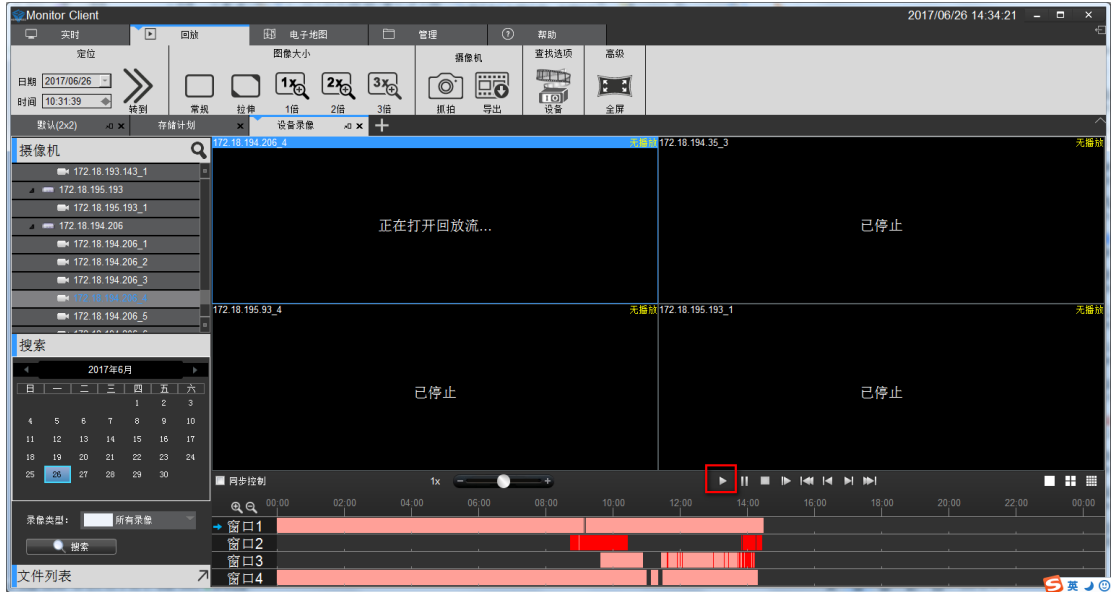 Monitor Client 2017/06/26 14:34:21
实时 回放 电子地图 管理 帮助
定位 图像大小 摄像机 查找选项 高级
日期 2017/06/26
时间 10:31:39
转到 常规 拉伸 1倍 2倍 3倍 抓拍 导出 设备 全屏
1x 2x 3x
默认(2x2) 存储计划 设备录像
摄像机
172.18.193.143_1
172.18.195.193
172.18.195.193_1
172.18.194.206
172.18.194.206_1
172.18.194.206_2
172.18.194.206_3
172.18.194.206_4
172.18.194.206_5
172.18.194.206_4 无播放
正在打开回放流...
172.18.194.35_3 无播放
已停止
172.18.195.93_4 无播放
已停止
172.18.195.193_1 无播放
已停止
搜索
2017年6月
日 一 二 三 四 五 六
1 2 3
4 5 6 7 8 9 10
11 12 13 14 15 16 17
18 19 20 21 22 23 24
25 26 27 28 29 30
录像类型: 所有录像
搜索
文件列表
同步控制 1x
00:00 02:00 04:00 06:00 08:00 10:00 12:00 14:00 16:00 18:00 20:00 22:00 00:00
窗口1
窗口2
窗口3
窗口4
英